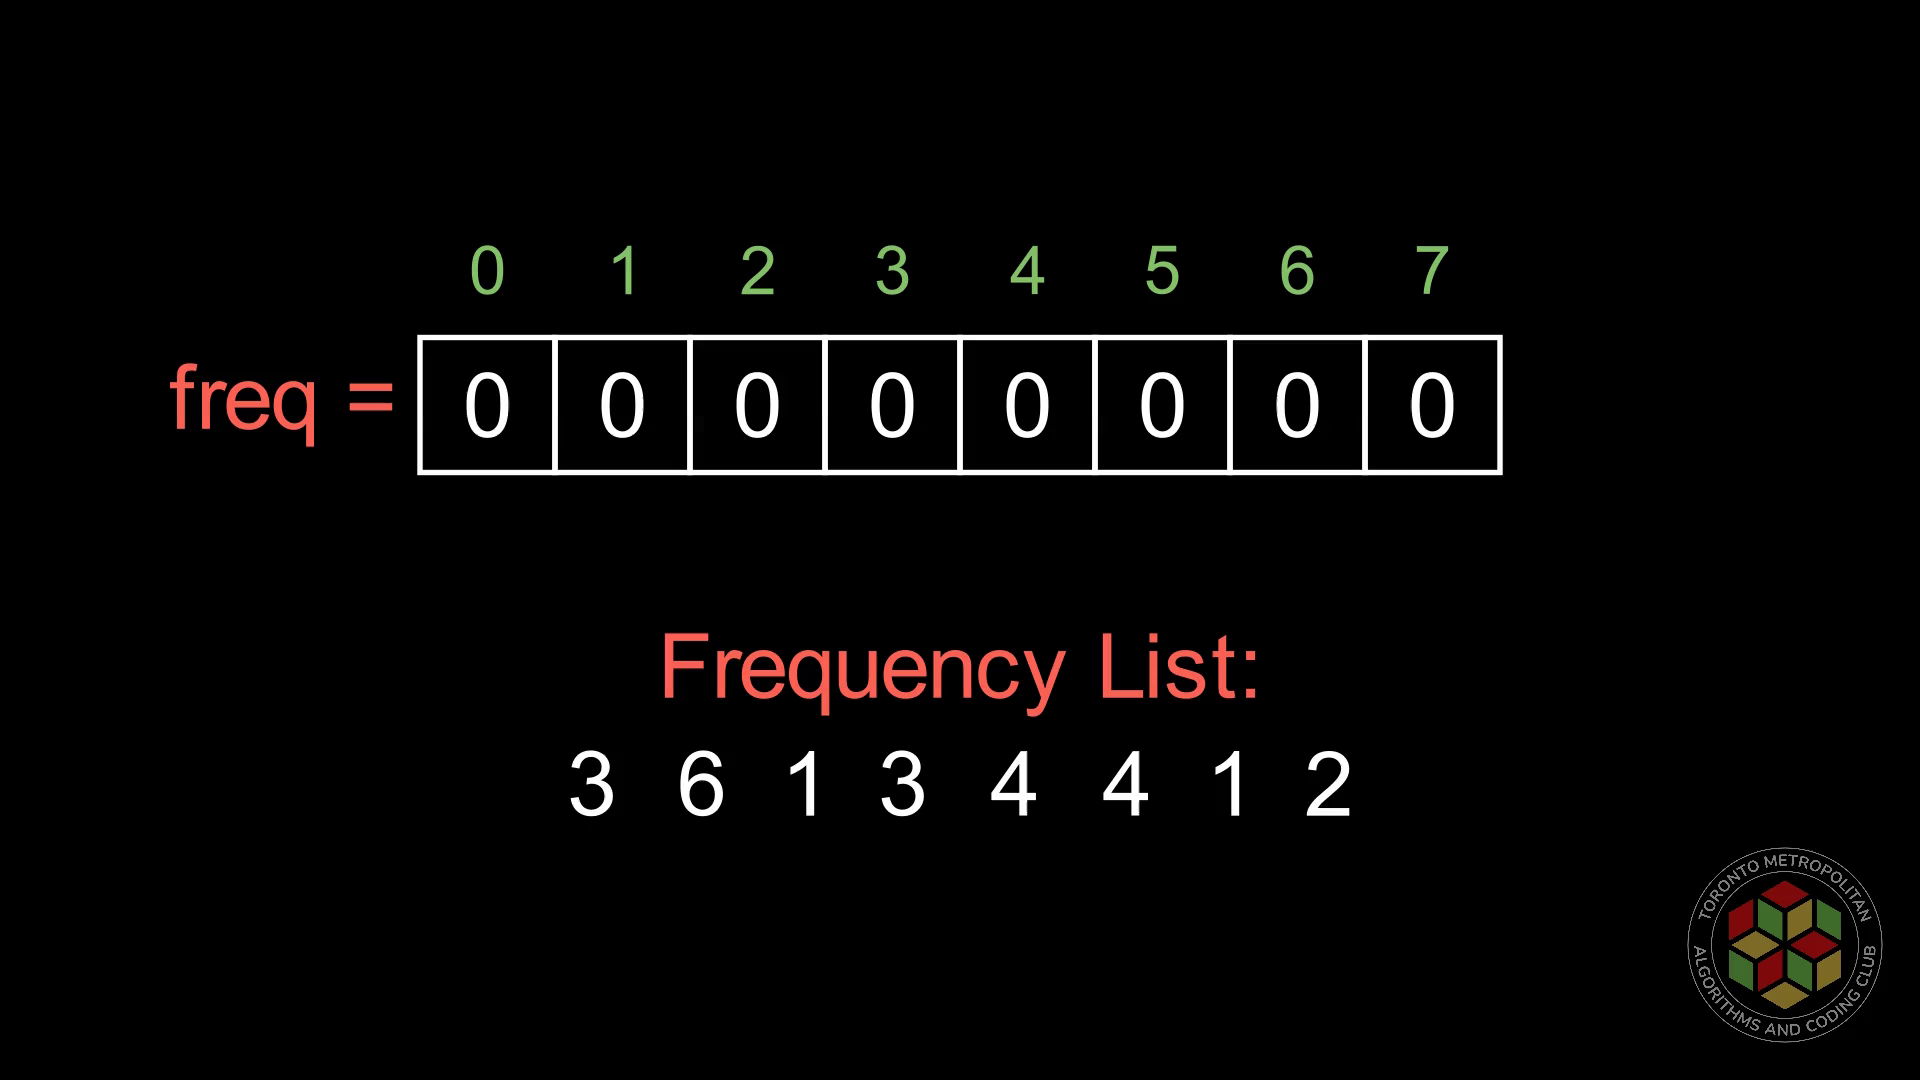 0 1 2 3 4 5 6 7
freq = 0 0 0 0 0 0 0 0
Frequency List:
3 6 1 3 4 4 1 2
TORONTO METROPOLITAN
ALGORITHMS AND CODING CLUB